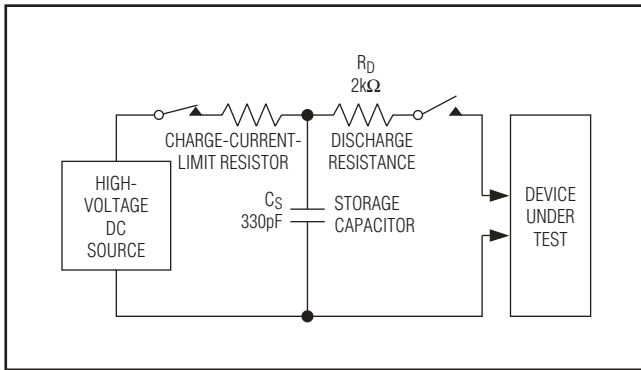 R_D
2kΩ
CHARGE-CURRENT-
LIMIT RESISTOR
DISCHARGE
RESISTANCE
HIGH-
VOLTAGE
DC
SOURCE
C_S
330pF
STORAGE
CAPACITOR
DEVICE
UNDER
TEST